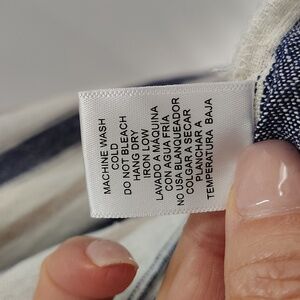 MACHINE WASH
COLD
DO NOT BLEACH
HANG DRY
IRON LOW
LAVADO A MAQUINA
CON AGUA FRIA
NO USA BLANQUEADOR
COLGAR A SECAR
PLANCHAR A
TEMPERATURA BAJA